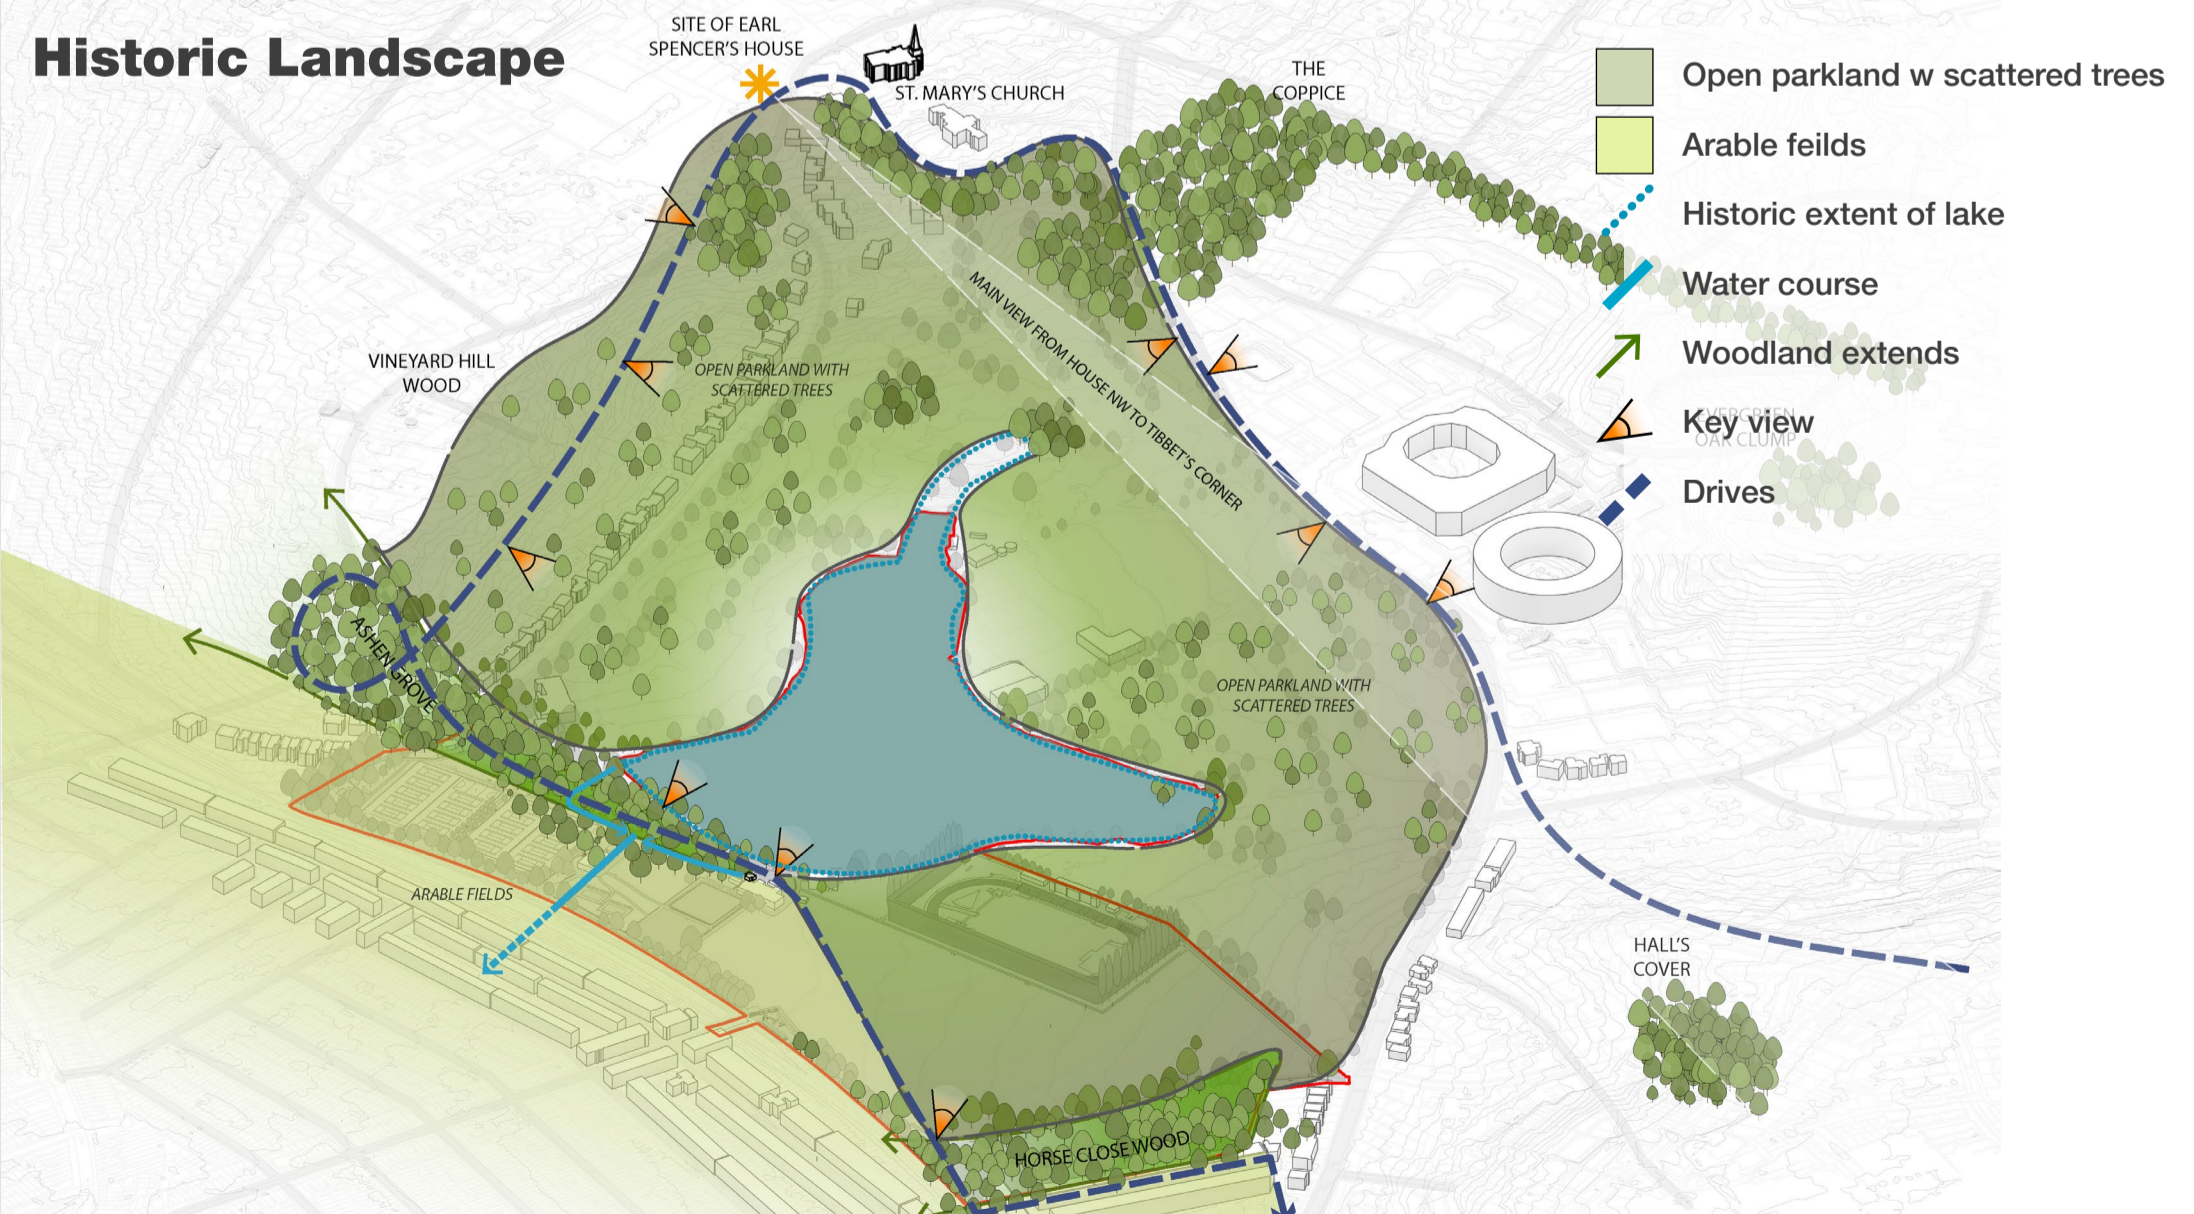 Historic Landscape
SITE OF EARL
SPENCER'S HOUSE
ST. MARY'S CHURCH
THE
COPPICE
Open parkland w scattered trees
Arable feilds
Historic extent of lake
Water course
Woodland extends
Key view
EVERGREEN
OAK CLUMP
Drives
VINEYARD HILL
WOOD
OPEN PARKLAND WITH
SCATTERED TREES
MAIN VIEW FROM HOUSE NW TO TIBBET'S CORNER
ASHEN GROVE
OPEN PARKLAND WITH
SCATTERED TREES
ARABLE FIELDS
HALL'S
COVER
HORSE CLOSE WOOD